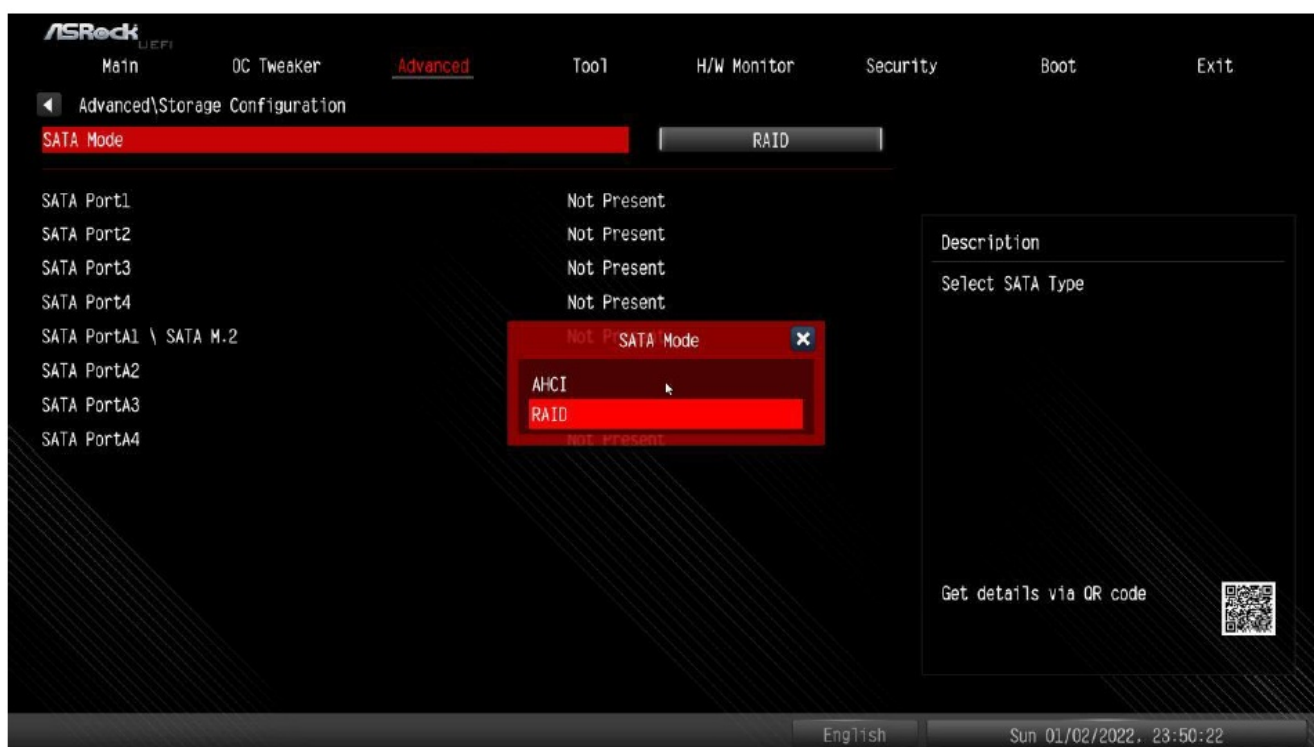 ASRock UEFI
Main OC Tweaker Advanced Tool H/W Monitor Security Boot Exit
Advanced\Storage Configuration
SATA Mode RAID
SATA Port1 Not Present
SATA Port2 Not Present
SATA Port3 Not Present
SATA Port4 Not Present
SATA PortA1 \ SATA M.2
SATA PortA2
SATA PortA3
SATA PortA4 Not Present
SATA Mode
AHCI
RAID
Description
Select SATA Type
Get details via QR code
English Sun 01/02/2022, 23:50:22